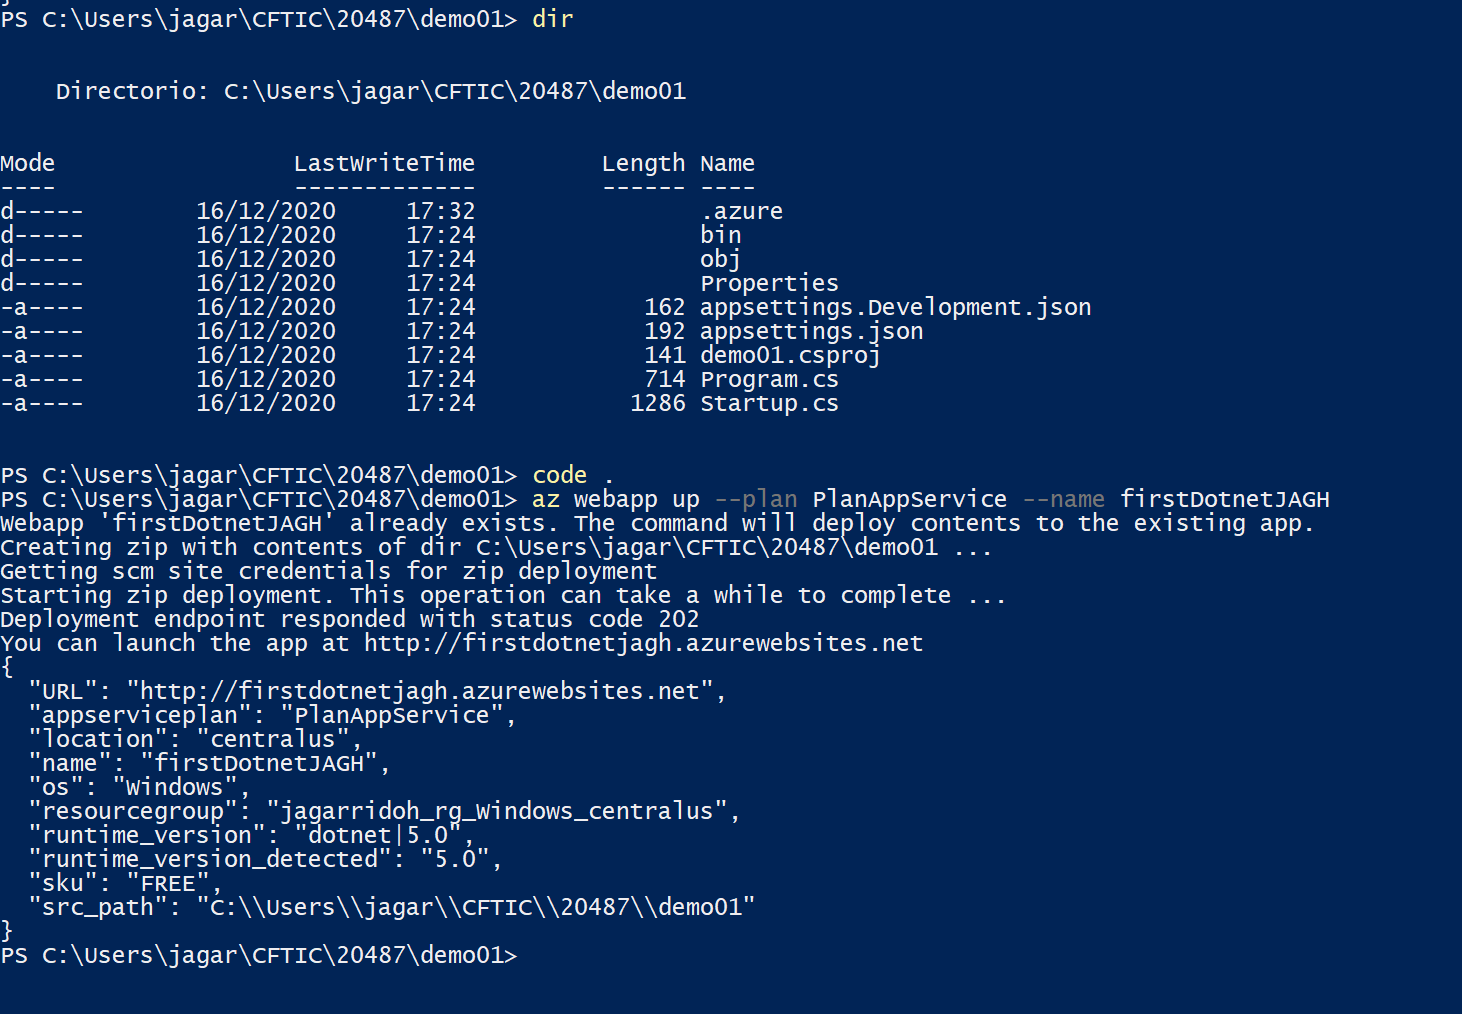 }
PS C:\Users\jagar\CFTIC\20487\demo01> dir
Directorio: C:\Users\jagar\CFTIC\20487\demo01
Mode LastWriteTime Length Name
---- ------------- ------ ----
d----- 16/12/2020 17:32 .azure
d----- 16/12/2020 17:24 bin
d----- 16/12/2020 17:24 obj
d----- 16/12/2020 17:24 Properties
-a---- 16/12/2020 17:24 162 appsettings.Development.json
-a---- 16/12/2020 17:24 192 appsettings.json
-a---- 16/12/2020 17:24 141 demo01.csproj
-a---- 16/12/2020 17:24 714 Program.cs
-a---- 16/12/2020 17:24 1286 Startup.cs
PS C:\Users\jagar\CFTIC\20487\demo01> code .
PS C:\Users\jagar\CFTIC\20487\demo01> az webapp up --plan PlanAppService --name firstDotnetJAGH
Webapp 'firstDotnetJAGH' already exists. The command will deploy contents to the existing app.
Creating zip with contents of dir C:\Users\jagar\CFTIC\20487\demo01 ...
Getting scm site credentials for zip deployment
Starting zip deployment. This operation can take a while to complete ...
Deployment endpoint responded with status code 202
You can launch the app at http://firstdotnetjagh.azurewebsites.net
{
"URL": "http://firstdotnetjagh.azurewebsites.net",
"appserviceplan": "PlanAppService",
"location": "centralus",
"name": "firstDotnetJAGH",
"os": "Windows",
"resourcegroup": "jagarridoh_rg_Windows_centralus",
"runtime_version": "dotnet|5.0",
"runtime_version_detected": "5.0",
"sku": "FREE",
"src_path": "C:\\Users\\jagar\\CFTIC\\20487\\demo01"
}
PS C:\Users\jagar\CFTIC\20487\demo01>